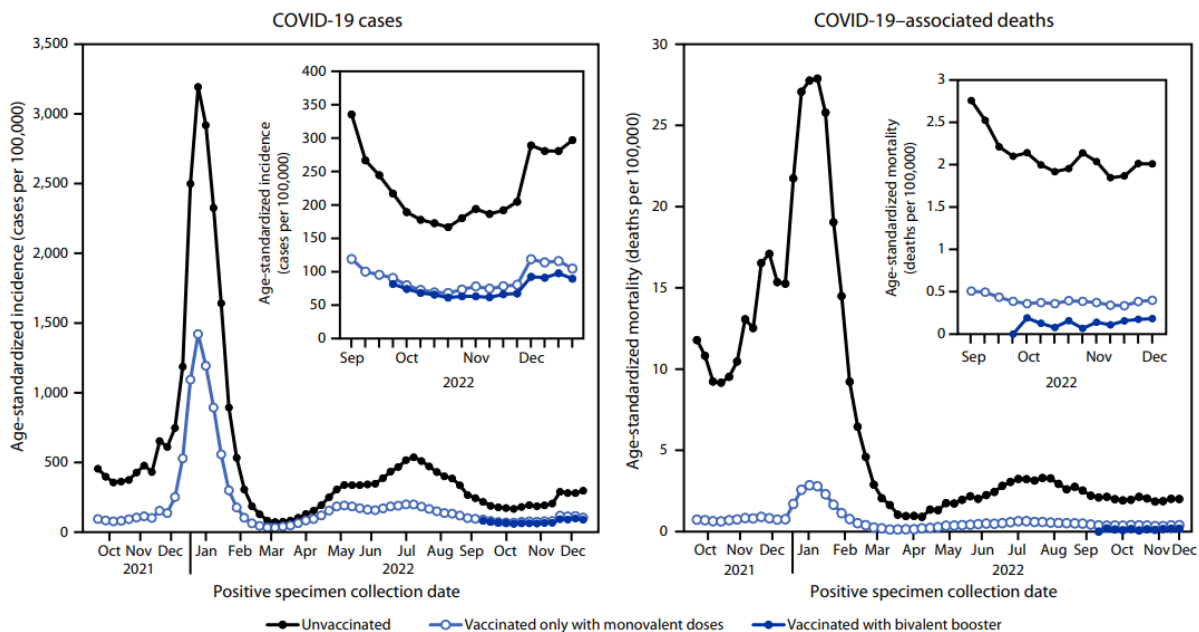 COVID-19 cases
Age-standardized incidence (cases per 100,000)
3,500
3,000
2,500
2,000
1,500
1,000
500
0
Oct Nov Dec Jan Feb Mar Apr May Jun Jul Aug Sep Oct Nov Dec
2021 2022
Positive specimen collection date
Age-standardized incidence
(cases per 100,000)
400
350
300
250
200
150
100
50
0
Sep Oct Nov Dec
2022
COVID-19–associated deaths
Age-standardized mortality (deaths per 100,000)
30
25
20
15
10
5
0
Oct Nov Dec Jan Feb Mar Apr May Jun Jul Aug Sep Oct Nov Dec
2021 2022
Positive specimen collection date
Age-standardized mortality
(deaths per 100,000)
3
2.5
2
1.5
1
0.5
0
Sep Oct Nov Dec
2022
Unvaccinated Vaccinated only with monovalent doses Vaccinated with bivalent booster